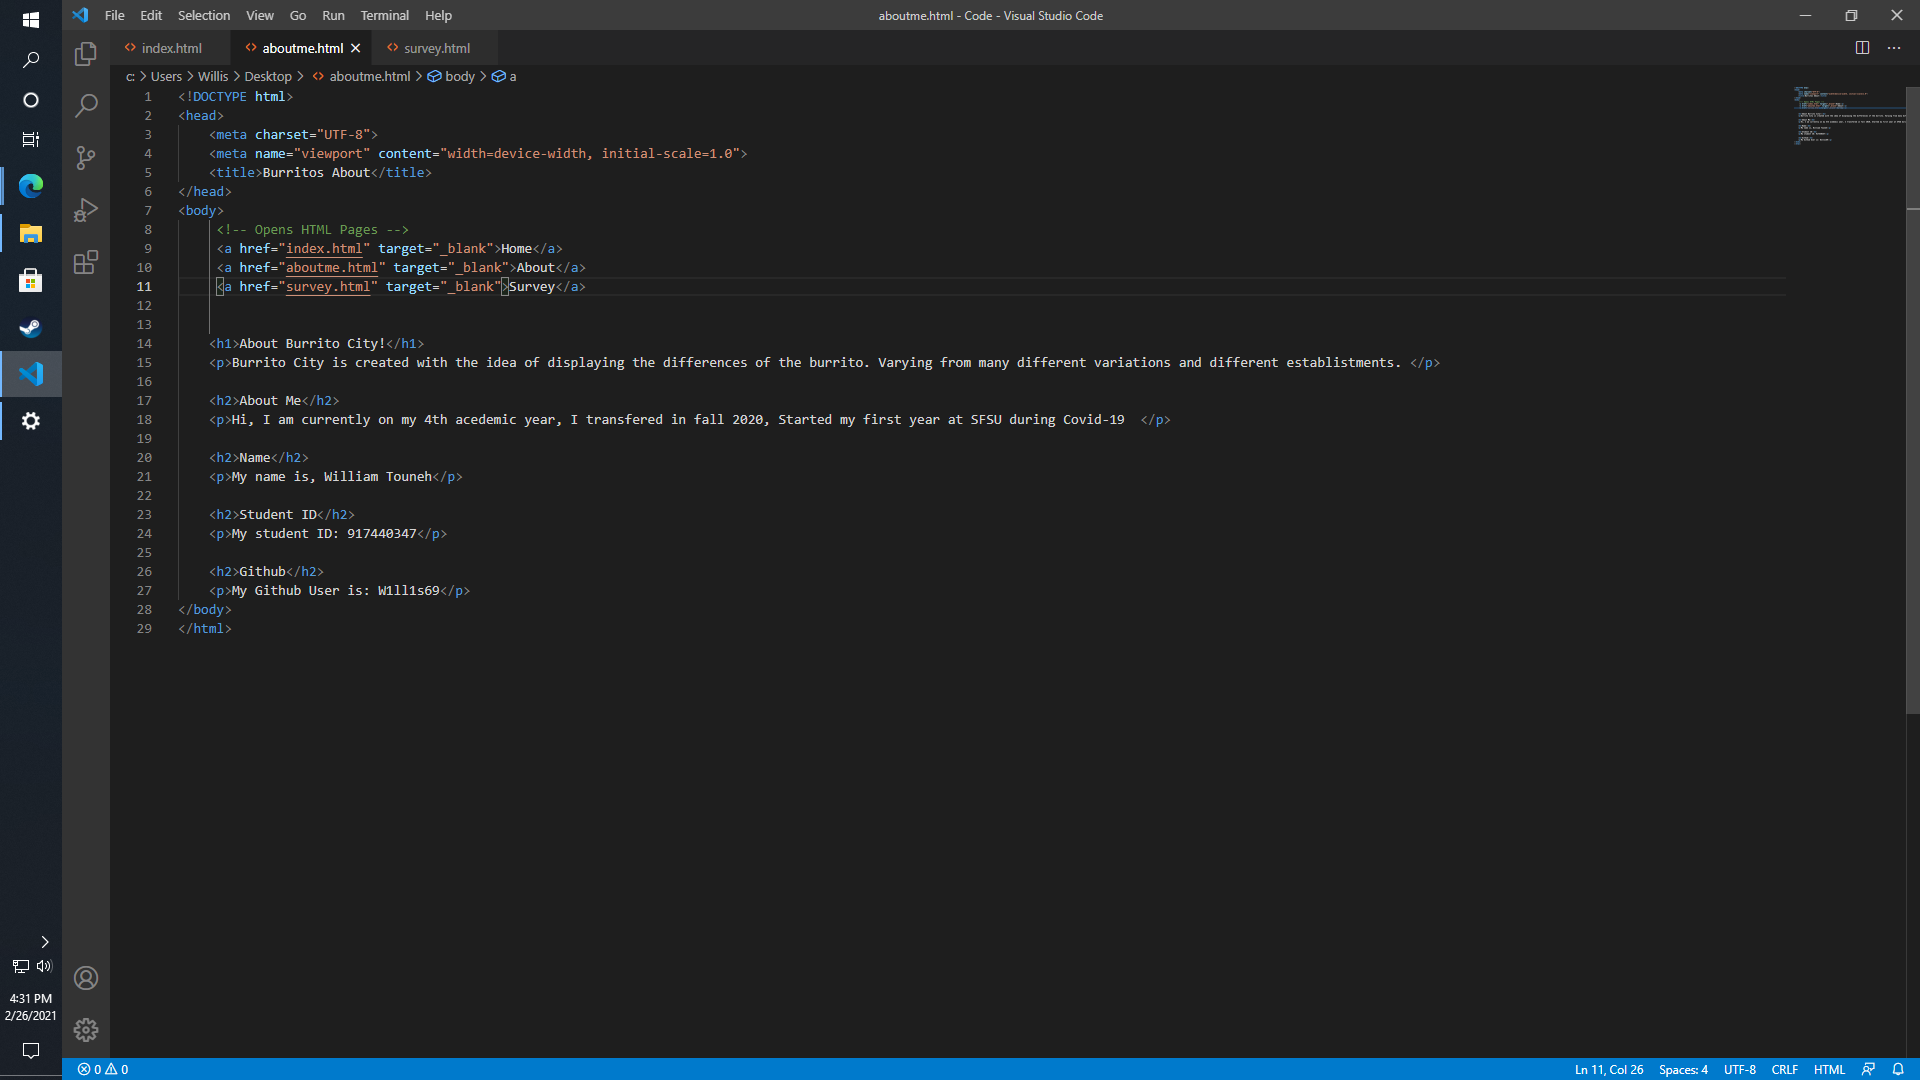 File Edit Selection View Go Run Terminal Help
aboutme.html - Code - Visual Studio Code
index.html aboutme.html survey.html
c: > Users > Willis > Desktop > aboutme.html > body > a
1 <!DOCTYPE html>
2 <head>
3 <meta charset="UTF-8">
4 <meta name="viewport" content="width=device-width, initial-scale=1.0">
5 <title>Burritos About</title>
6 </head>
7 <body>
8 <!-- Opens HTML Pages -->
9 <a href="index.html" target="_blank">Home</a>
10 <a href="aboutme.html" target="_blank">About</a>
11 <a href="survey.html" target="_blank">Survey</a>
12
13
14 <h1>About Burrito City!</h1>
15 <p>Burrito City is created with the idea of displaying the differences of the burrito. Varying from many different variations and different establistments. </p>
16
17 <h2>About Me</h2>
18 <p>Hi, I am currently on my 4th acedemic year, I transfered in fall 2020, Started my first year at SFSU during Covid-19  </p>
19
20 <h2>Name</h2>
21 <p>My name is, William Touneh</p>
22
23 <h2>Student ID</h2>
24 <p>My student ID: 917440347</p>
25
26 <h2>Github</h2>
27 <p>My Github User is: W1ll1s69</p>
28 </body>
29 </html>
4:31 PM
2/26/2021
0 0
Ln 11, Col 26 Spaces: 4 UTF-8 CRLF HTML